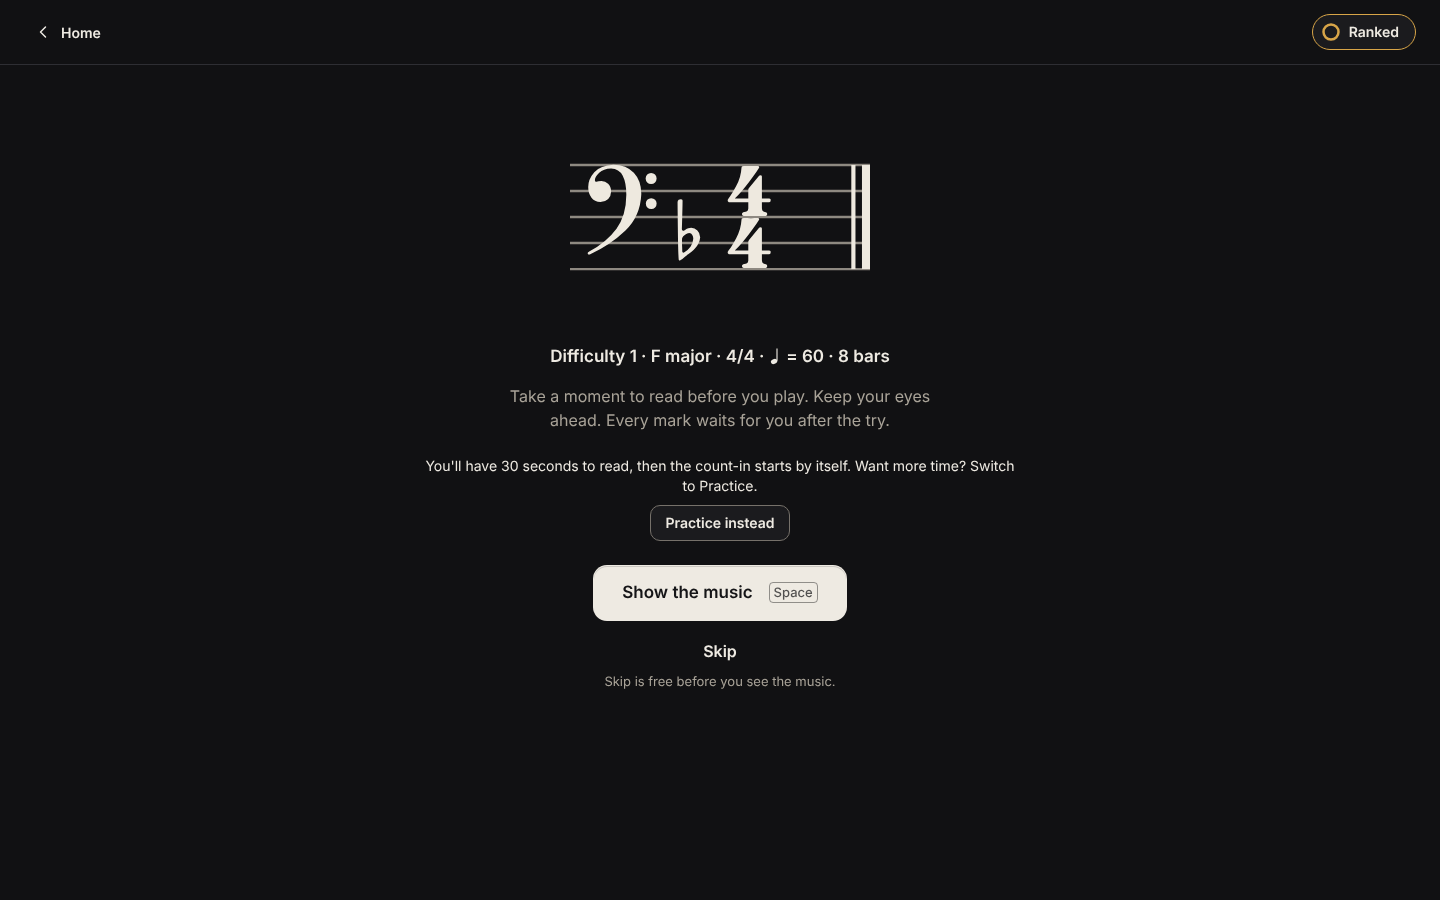 Home
Ranked
4
4
Difficulty 1 · F major · 4/4 · ♩ = 60 · 8 bars
Take a moment to read before you play. Keep your eyes
ahead. Every mark waits for you after the try.
You'll have 30 seconds to read, then the count-in starts by itself. Want more time? Switch
to Practice.
Practice instead
Show the music Space
Skip
Skip is free before you see the music.